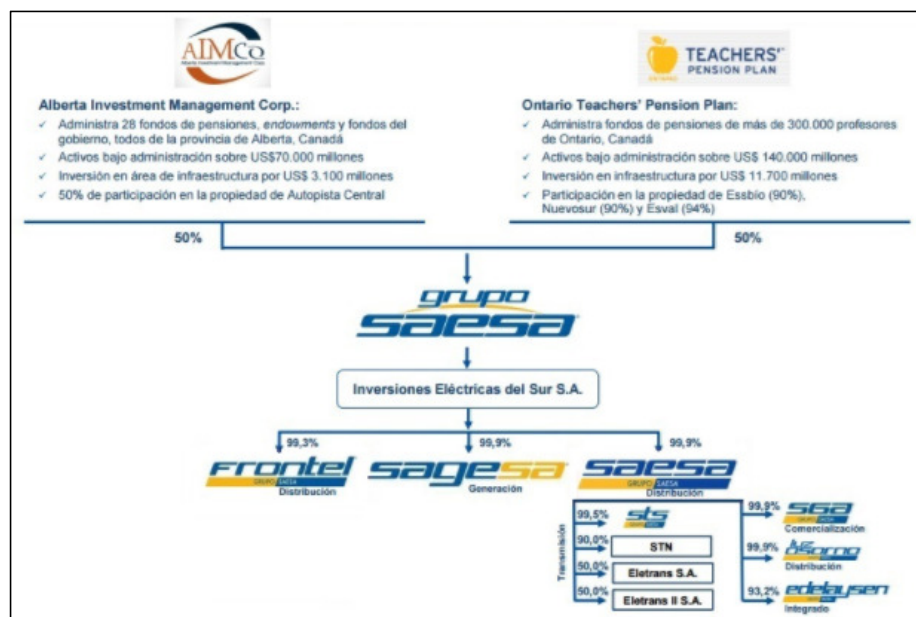 AIMCo
Alberta Investment Management Corp.
TEACHERS'
PENSION PLAN
ONTARIO
Alberta Investment Management Corp.:
✓ Administra 28 fondos de pensiones, endowments y fondos del
gobierno, todos de la provincia de Alberta, Canadá
✓ Activos bajo administración sobre US$70.000 millones
✓ Inversión en área de infraestructura por US$ 3.100 millones
✓ 50% de participación en la propiedad de Autopista Central
Ontario Teachers' Pension Plan:
✓ Administra fondos de pensiones de más de 300.000 profesores
de Ontario, Canadá
✓ Activos bajo administración sobre US$ 140.000 millones
✓ Inversión en infraestructura por US$ 11.700 millones
✓ Participación en la propiedad de Essbio (90%),
Nuevosur (90%) y Esval (94%)
50%
50%
grupo
saesa
Inversiones Eléctricas del Sur S.A.
99,3%
99,9%
99,9%
frontel
GRUPO SAESA
Distribución
sagesa
Generación
saesa
GRUPO SAESA
Distribución
Transmisión
99,5%
sts
90,0%
STN
50,0%
Eletrans S.A.
50,0%
Eletrans II S.A.
99,9%
sga
Comercialización
99,9%
luz
osorno
Distribución
93,2%
edelaysen
Integrado